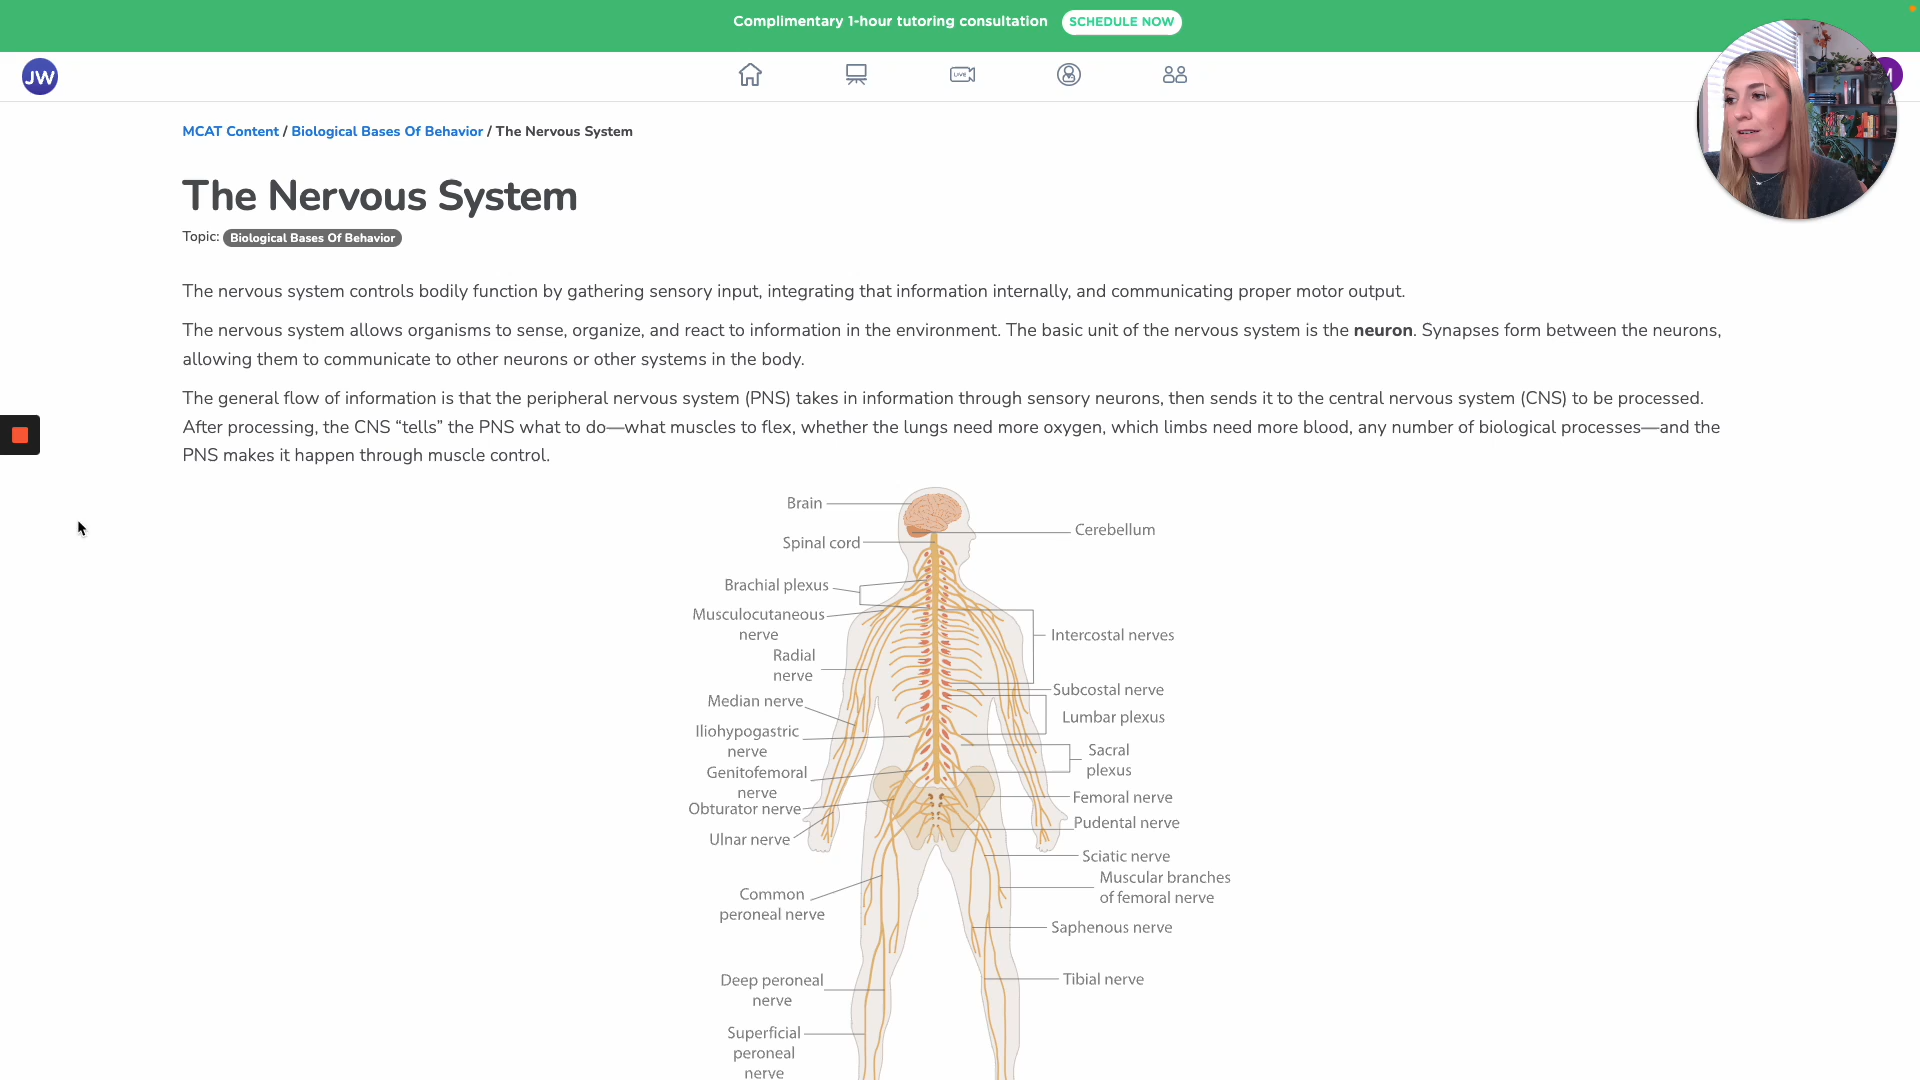 Complimentary 1-hour tutoring consultation SCHEDULE NOW
JW
LIVE
MCAT Content / Biological Bases Of Behavior / The Nervous System
The Nervous System
Topic: Biological Bases Of Behavior
The nervous system controls bodily function by gathering sensory input, integrating that information internally, and communicating proper motor output.
The nervous system allows organisms to sense, organize, and react to information in the environment. The basic unit of the nervous system is the neuron. Synapses form between the neurons,
allowing them to communicate to other neurons or other systems in the body.
The general flow of information is that the peripheral nervous system (PNS) takes in information through sensory neurons, then sends it to the central nervous system (CNS) to be processed.
After processing, the CNS “tells” the PNS what to do—what muscles to flex, whether the lungs need more oxygen, which limbs need more blood, any number of biological processes—and the
PNS makes it happen through muscle control.
Brain
Cerebellum
Spinal cord
Brachial plexus
Musculocutaneous
nerve
Intercostal nerves
Radial
nerve
Subcostal nerve
Median nerve
Lumbar plexus
Iliohypogastric
nerve
Sacral
plexus
Genitofemoral
nerve
Femoral nerve
Obturator nerve
Pudental nerve
Ulnar nerve
Sciatic nerve
Muscular branches
of femoral nerve
Common
peroneal nerve
Saphenous nerve
Deep peroneal
nerve
Tibial nerve
Superficial
peroneal
nerve